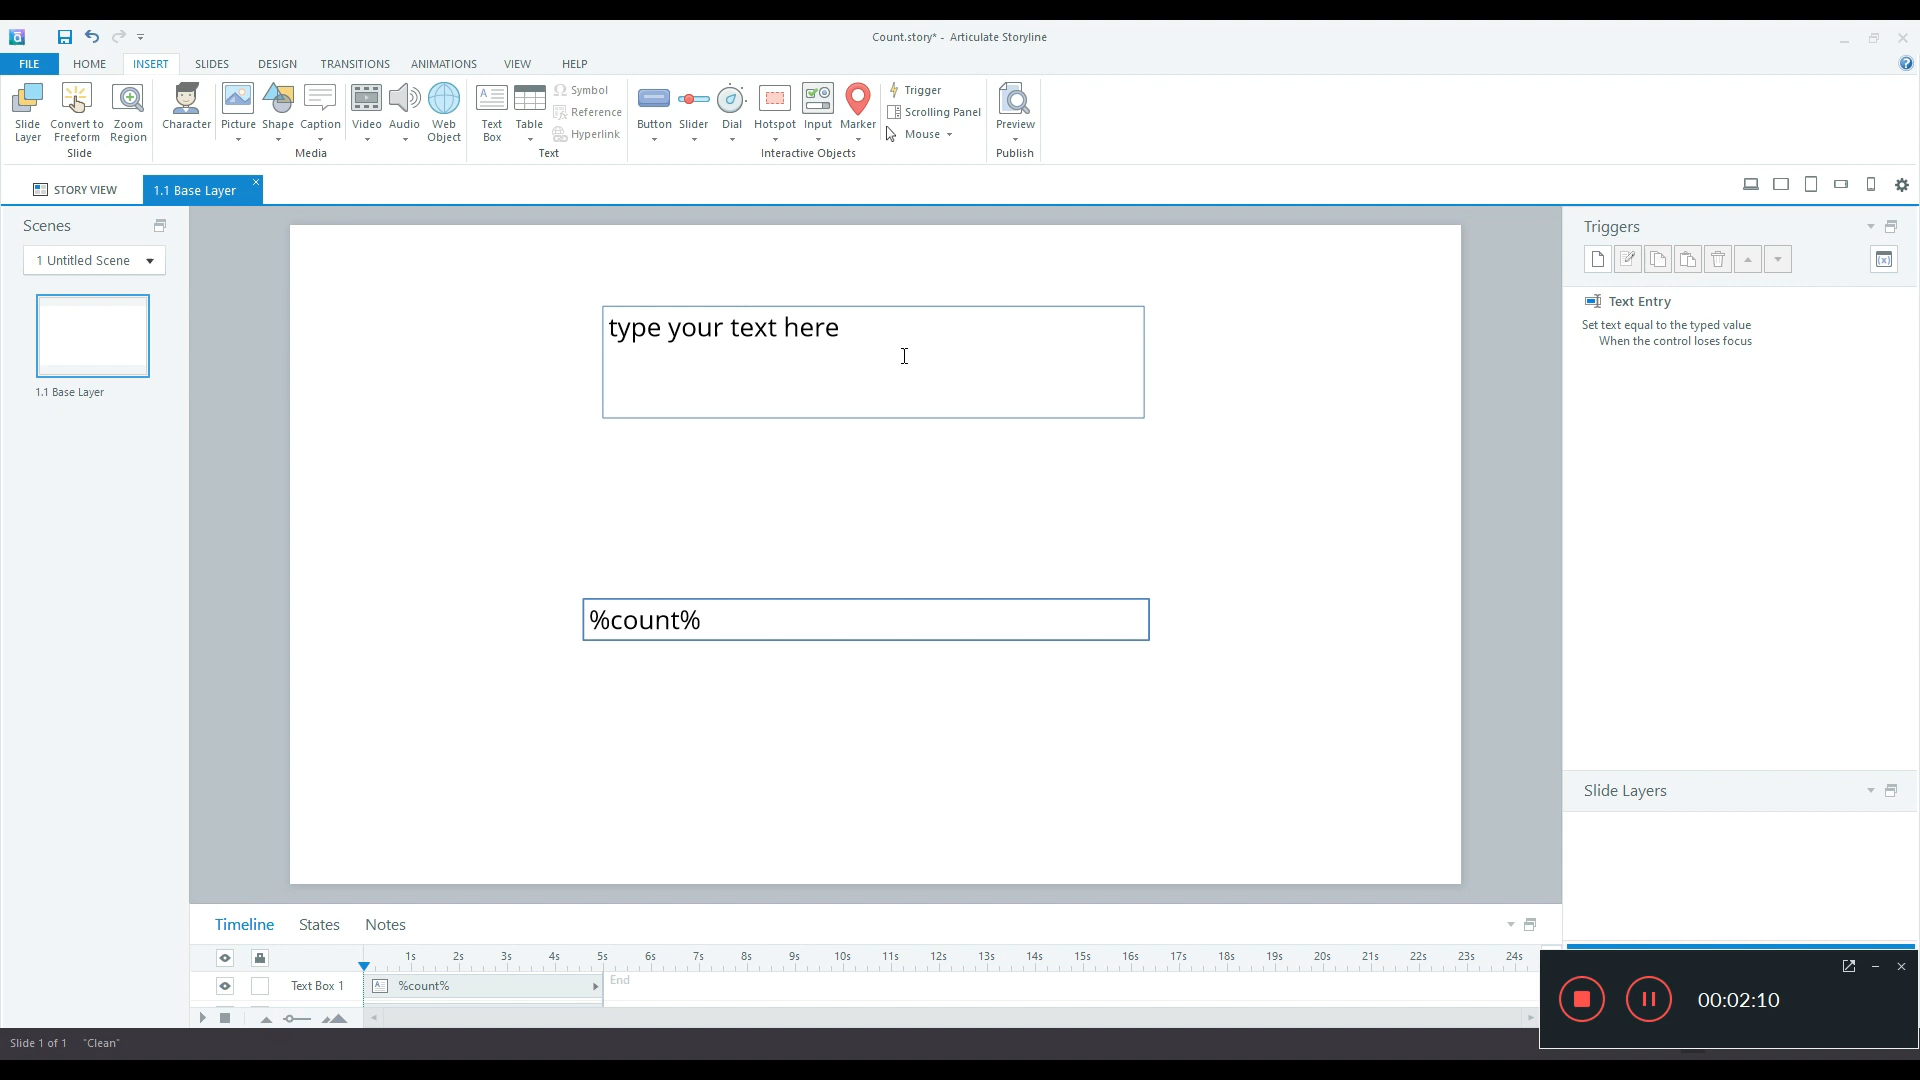 Count.story* - Articulate Storyline
FILE HOME INSERT SLIDES DESIGN TRANSITIONS ANIMATIONS VIEW HELP
Slide Layer
Convert to Freeform
Zoom Region
Character
Picture
Shape
Caption
Video
Audio
Web Object
Text Box
Table
Symbol
Reference
Hyperlink
Button
Slider
Dial
Hotspot
Input
Marker
Trigger
Scrolling Panel
Mouse
Preview
Slide
Media
Text
Interactive Objects
Publish
STORY VIEW
1.1 Base Layer
Scenes
1 Untitled Scene
1.1 Base Layer
type your text here
%count%
Triggers
Text Entry
Set text equal to the typed value
When the control loses focus
Slide Layers
Timeline States Notes
1s 2s 3s 4s 5s 6s 7s 8s 9s 10s 11s 12s 13s 14s 15s 16s 17s 18s 19s 20s 21s 22s 23s 24s
Text Box 1 %count% End
00:02:10
Slide 1 of 1 "Clean"